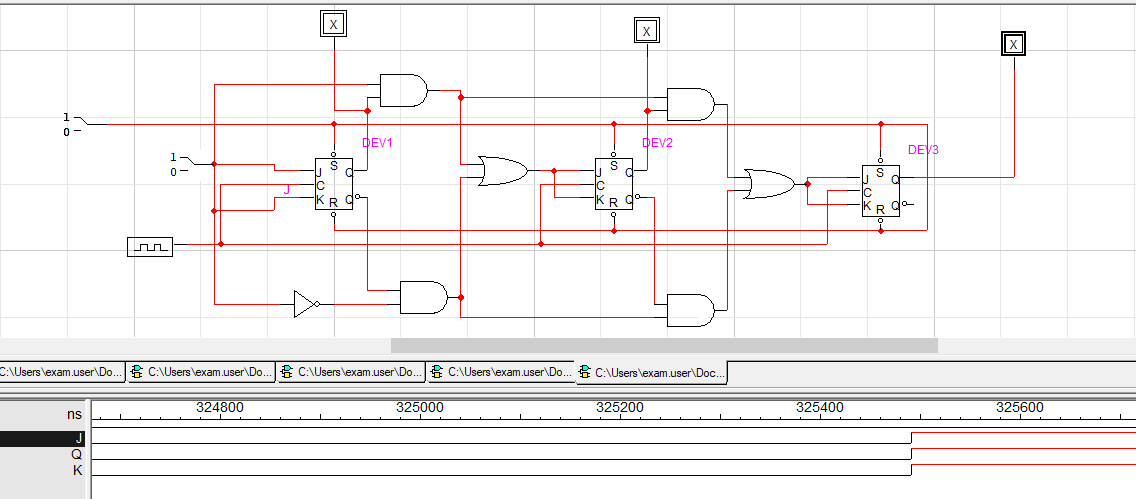 X
X
X
1
0
DEV1
DEV2
DEV3
1
0
S
S
S
J
Q
J
Q
J
Q
C
C
C
J
K
Q
K
Q
K
Q
R
R
R
C:\Users\exam.user\Do... C:\Users\exam.user\Do... C:\Users\exam.user\Do... C:\Users\exam.user\Do... C:\Users\exam.user\Doc...
ns 324800 325000 325200 325400 325600
J
Q
K